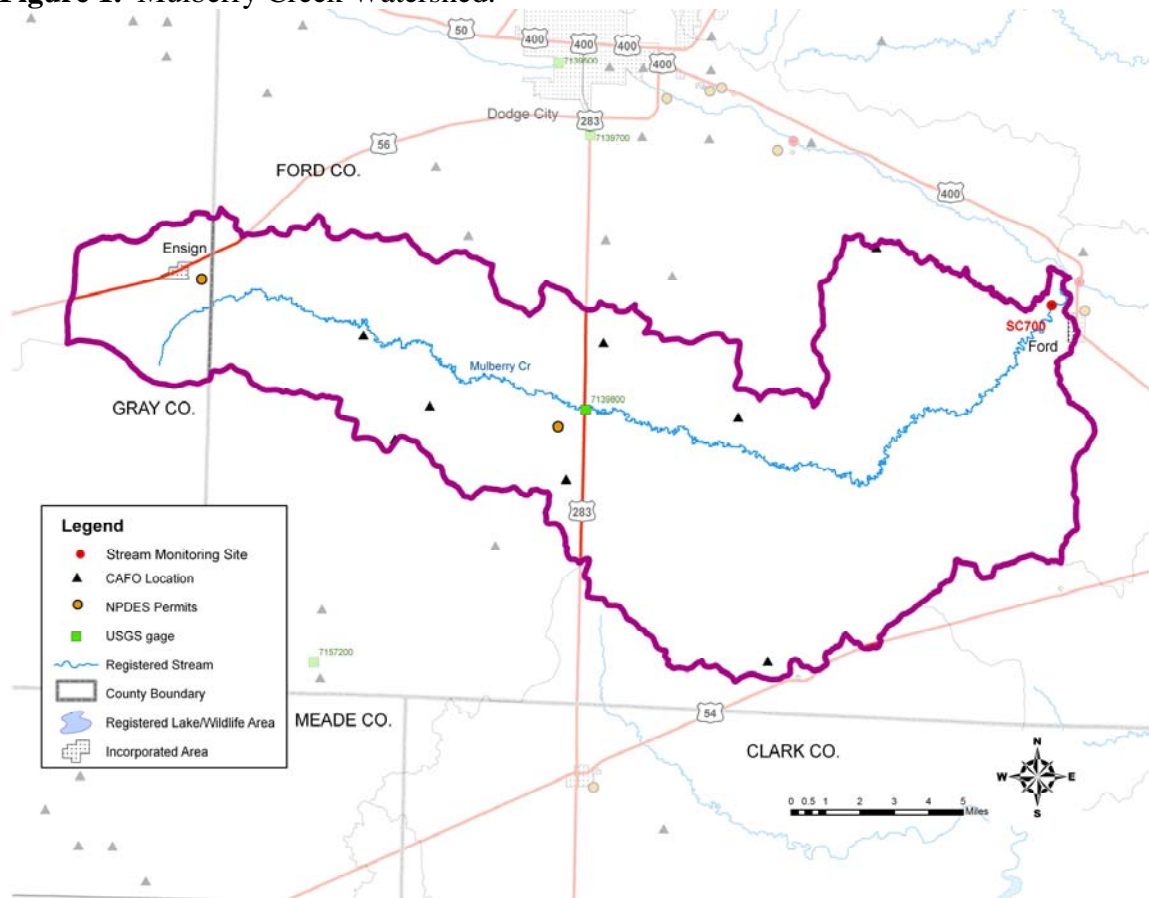 Figure 1. Mulberry Creek Watershed.
50
400
400
400
7139600
400
Dodge City
283
7139700
56
FORD CO.
400
Ensign
SC700
Ford
Mulberry Cr
GRAY CO.
7139800
283
Legend
Stream Monitoring Site
CAFO Location
NPDES Permits
USGS gage
Registered Stream
County Boundary
Registered Lake/Wildlife Area
Incorporated Area
7157200
MEADE CO.
54
CLARK CO.
N
W E
S
0 0.5 1 2 3 4 5
Miles